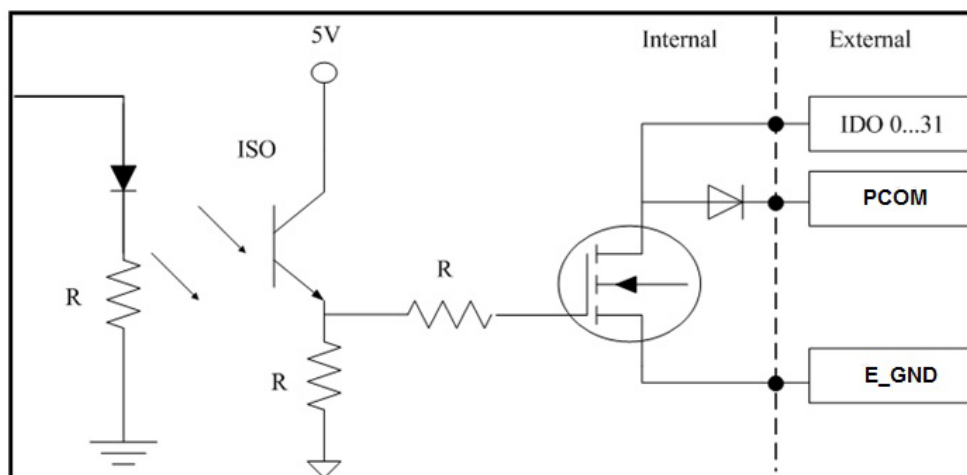 5V
Internal
External
ISO
IDO 0...31
PCOM
R
R
R
E_GND